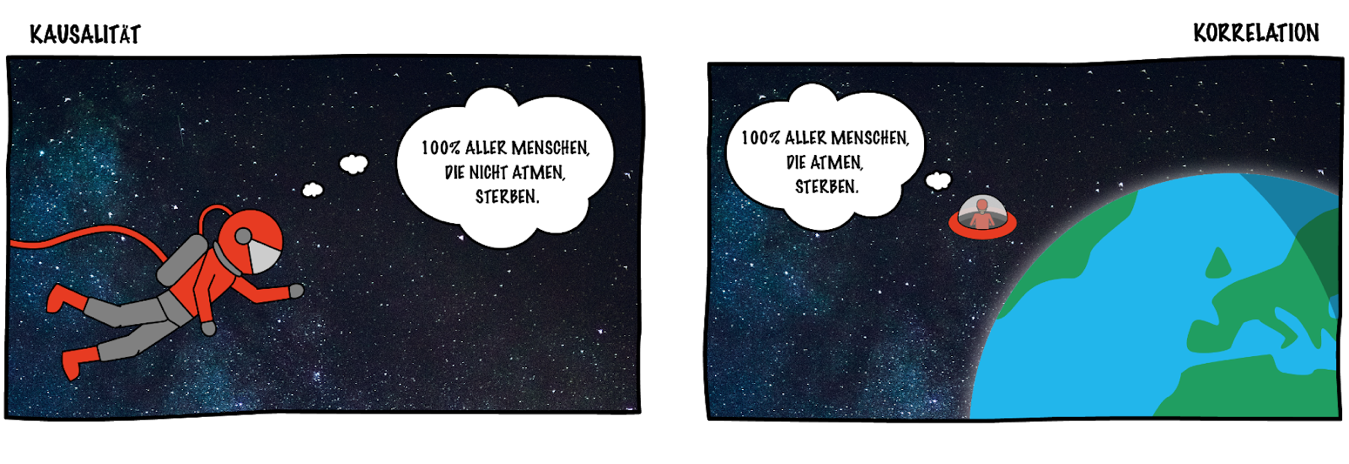 KAUSALITÄT
KORRELATION
100% ALLER MENSCHEN,
DIE NICHT ATMEN,
STERBEN.
100% ALLER MENSCHEN,
DIE ATMEN,
STERBEN.